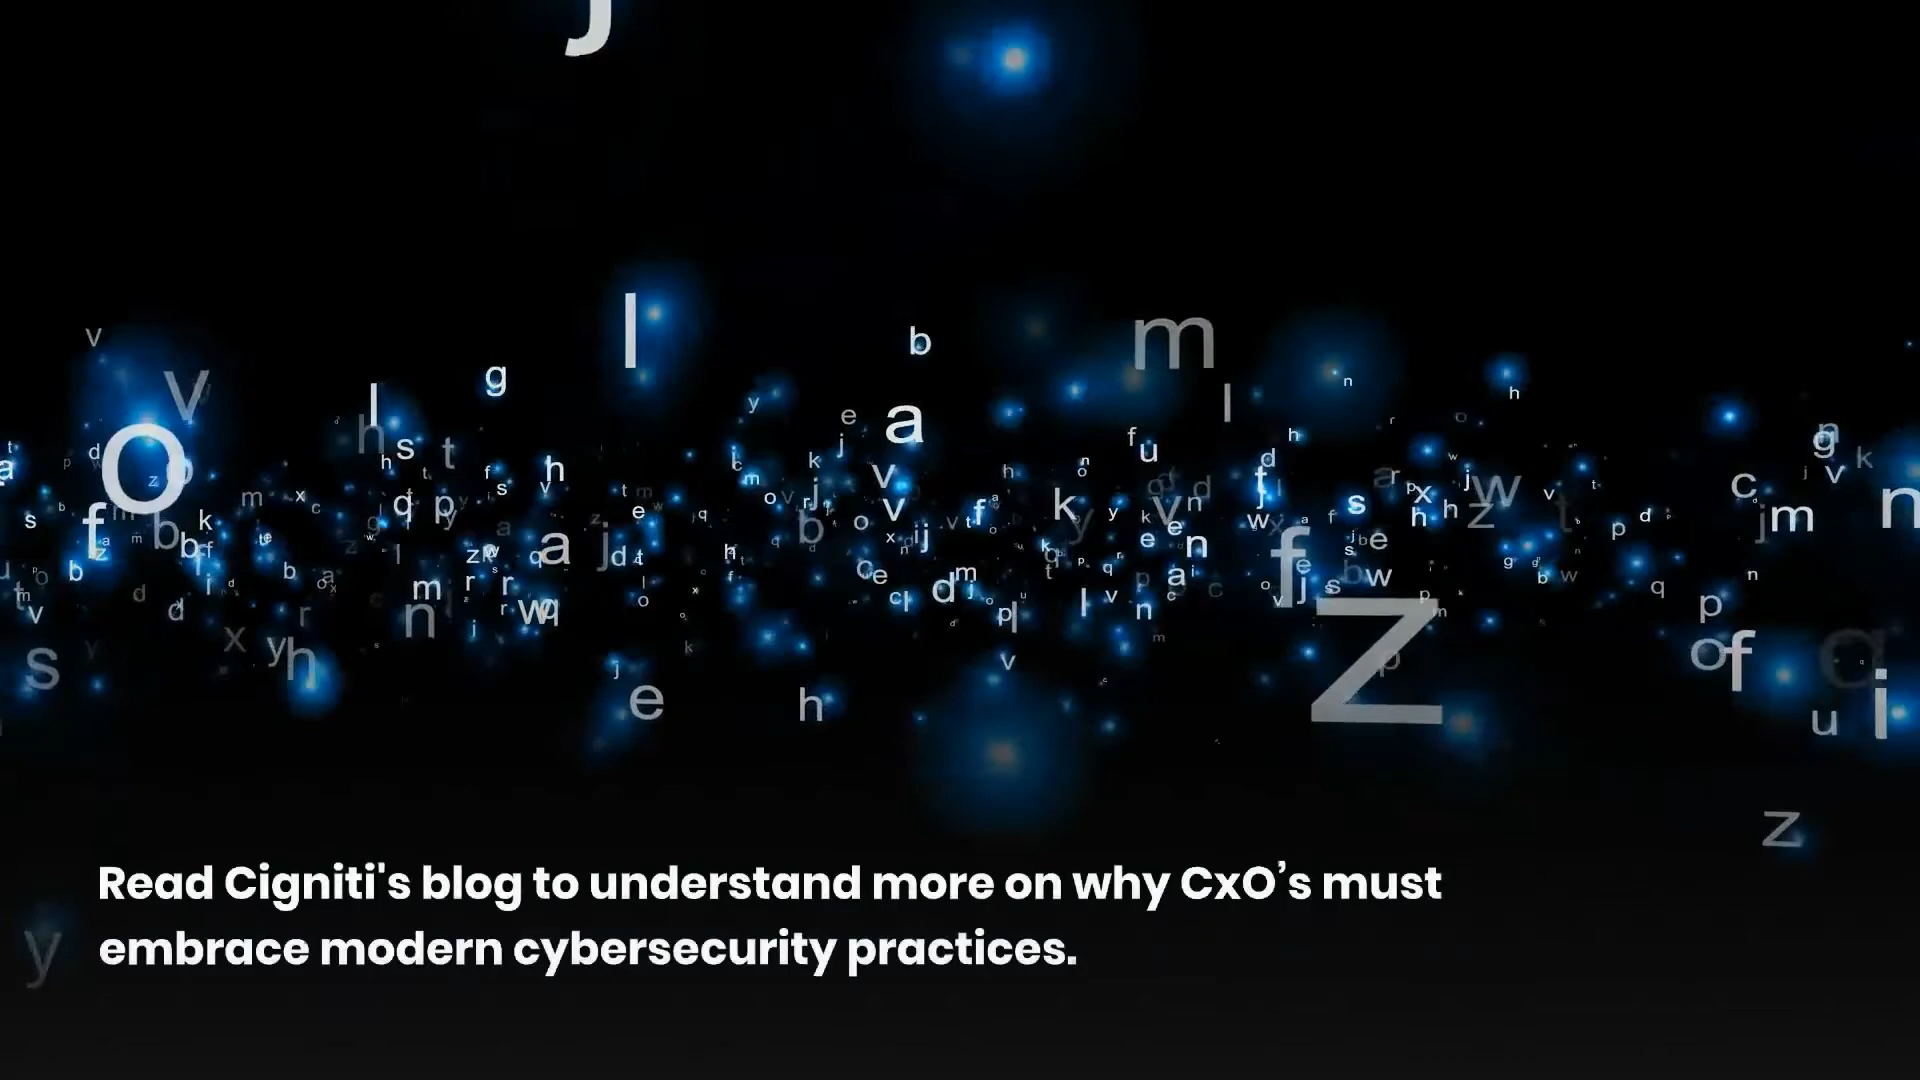 Read Cigniti's blog to understand more on why CxO’s must
embrace modern cybersecurity practices.